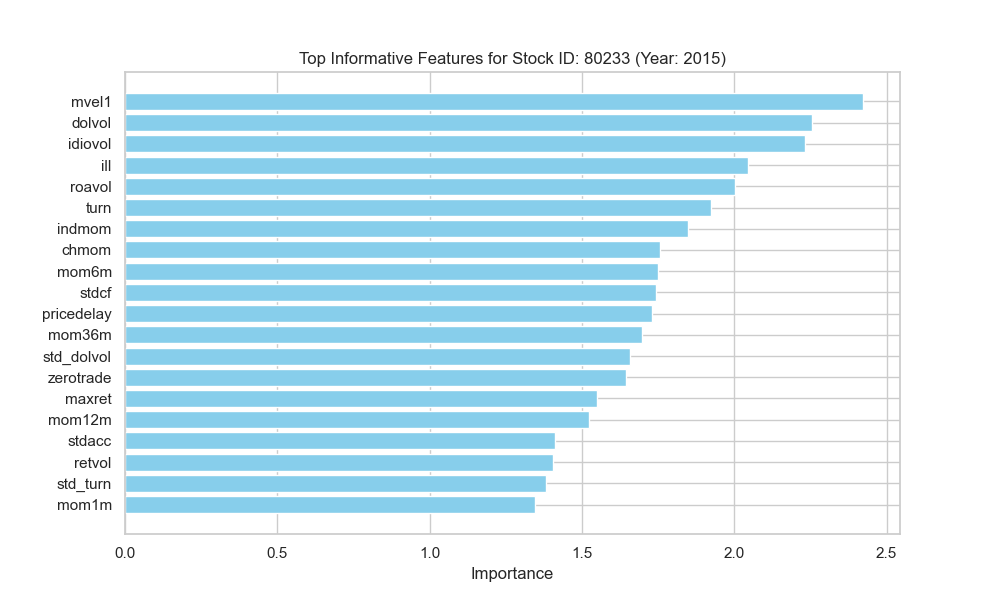 Top Informative Features for Stock ID: 80233 (Year: 2015)
mvel1
dolvol
idiovol
ill
roavol
turn
indmom
chmom
mom6m
stdcf
pricedelay
mom36m
std_dolvol
zerotrade
maxret
mom12m
stdacc
retvol
std_turn
mom1m
0.0 0.5 1.0 1.5 2.0 2.5
Importance